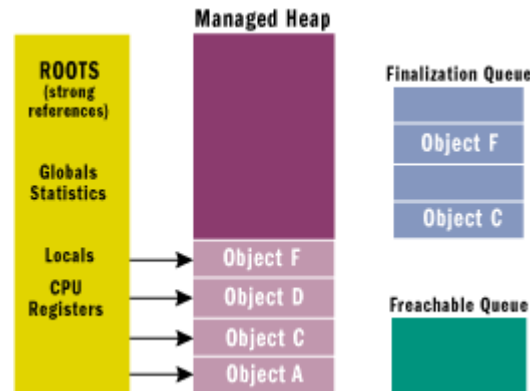 Managed Heap
ROOTS
(strong
references)
Globals
Statistics
Locals
CPU
Registers
Object F
Object D
Object C
Object A
Finalization Queue
Object F
Object C
Freachable Queue